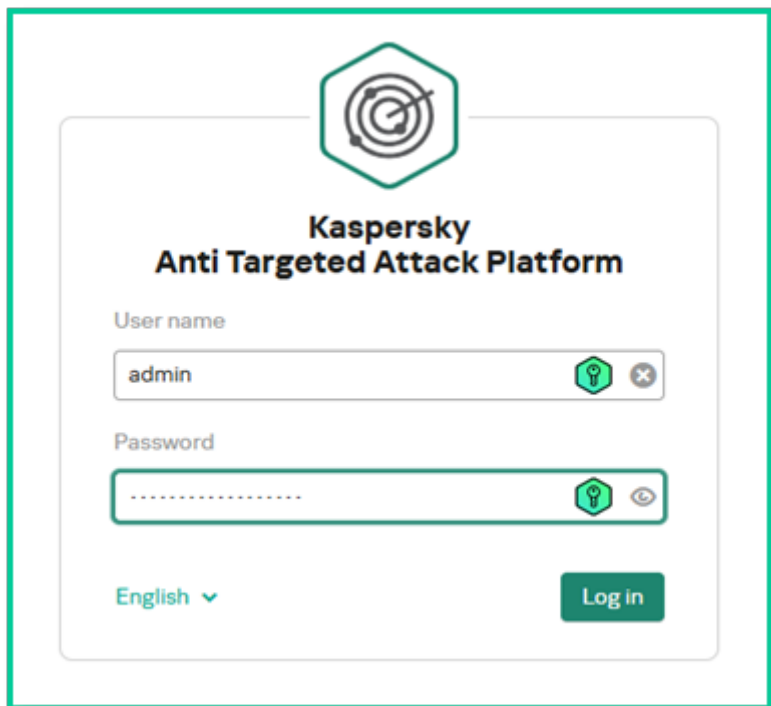 Kaspersky
Anti Targeted Attack Platform
User name
admin
Password
------------------
English
Log in